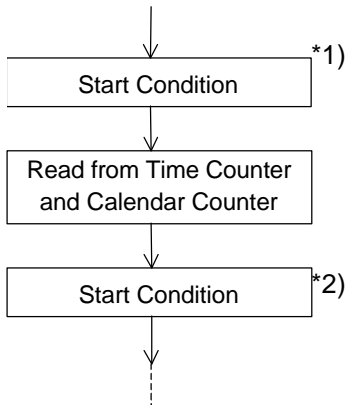 *1)
Start Condition
Read from Time Counter
and Calendar Counter
*2)
Start Condition